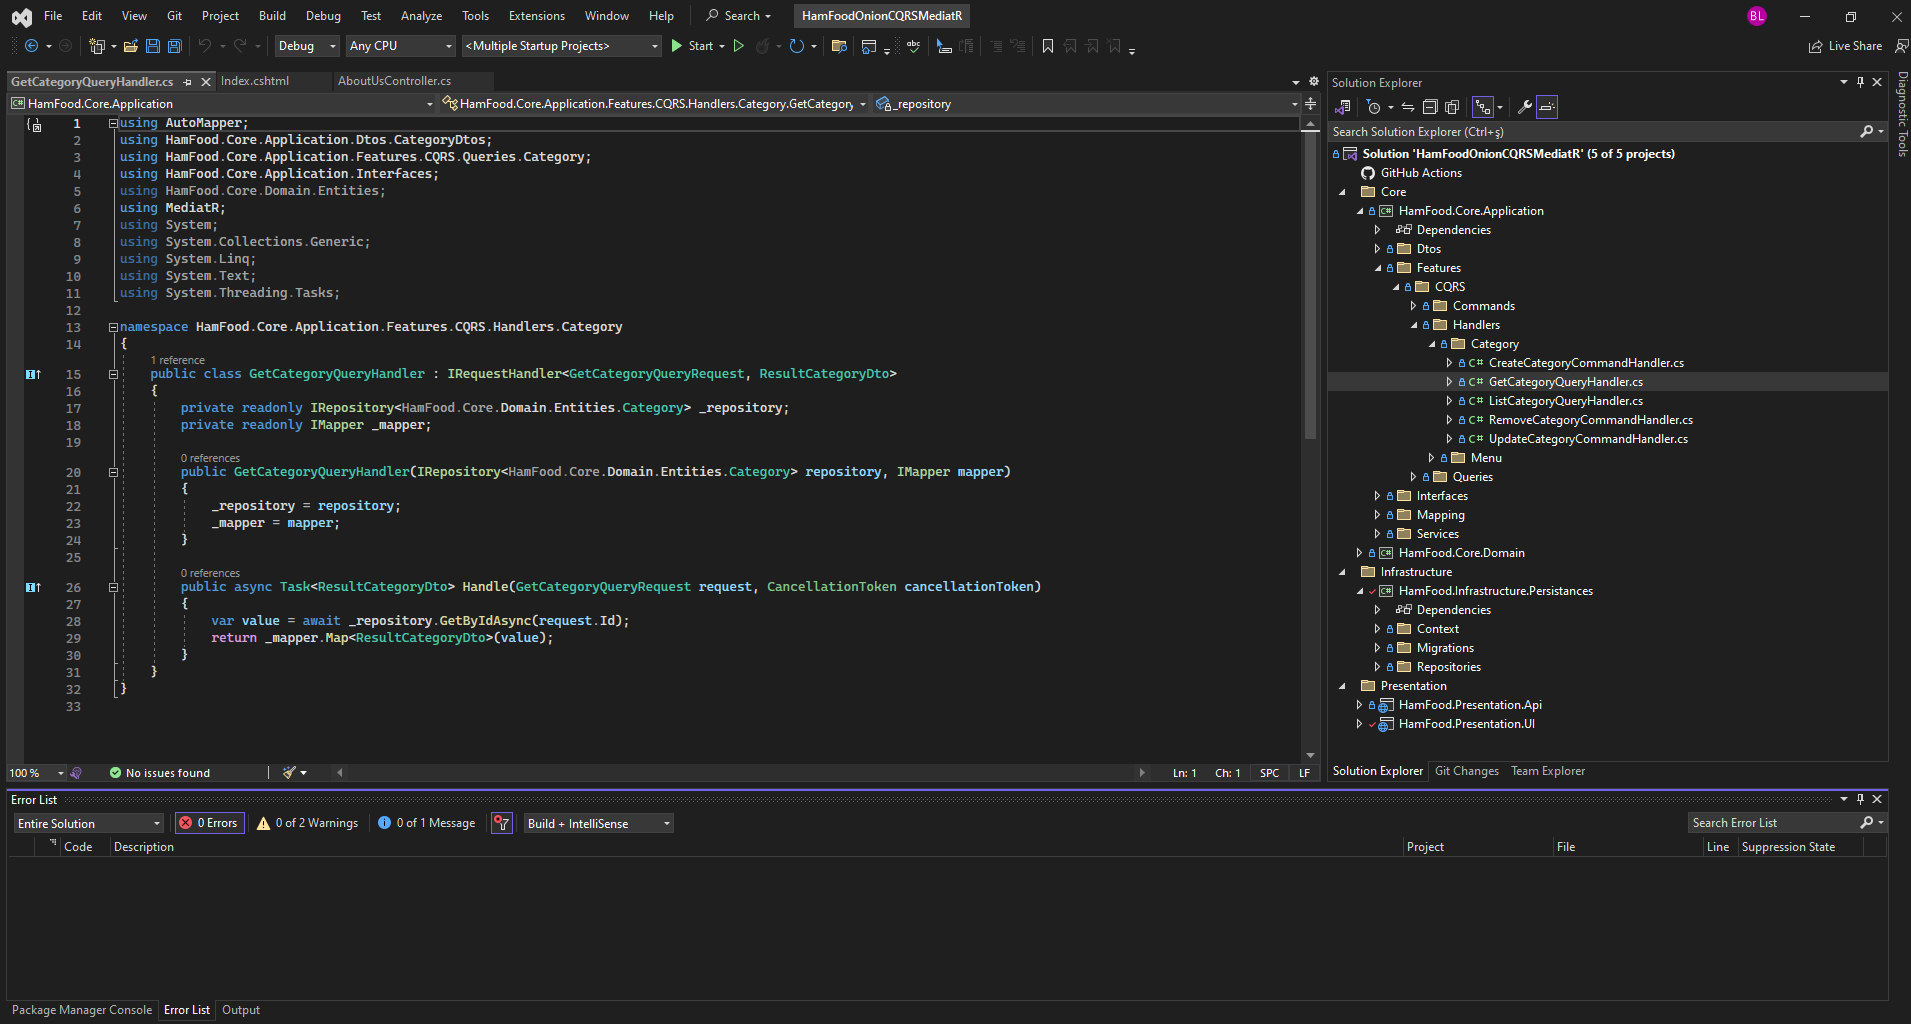 File Edit View Git Project Build Debug Test Analyze Tools Extensions Window Help Search HamFoodOnionCQRSMediatR BL
Debug Any CPU <Multiple Startup Projects> Start abc Live Share
GetCategoryQueryHandler.cs Index.cshtml AboutUsController.cs
C# HamFood.Core.Application HamFood.Core.Application.Features.CQRS.Handlers.Category.GetCategory _repository
1 using AutoMapper;
2 using HamFood.Core.Application.Dtos.CategoryDtos;
3 using HamFood.Core.Application.Features.CQRS.Queries.Category;
4 using HamFood.Core.Application.Interfaces;
5 using HamFood.Core.Domain.Entities;
6 using MediatR;
7 using System;
8 using System.Collections.Generic;
9 using System.Linq;
10 using System.Text;
11 using System.Threading.Tasks;
12
13 namespace HamFood.Core.Application.Features.CQRS.Handlers.Category
14 {
1 reference
15 public class GetCategoryQueryHandler : IRequestHandler<GetCategoryQueryRequest, ResultCategoryDto>
16 {
17 private readonly IRepository<HamFood.Core.Domain.Entities.Category> _repository;
18 private readonly IMapper _mapper;
19
0 references
20 public GetCategoryQueryHandler(IRepository<HamFood.Core.Domain.Entities.Category> repository, IMapper mapper)
21 {
22 _repository = repository;
23 _mapper = mapper;
24 }
25
0 references
26 public async Task<ResultCategoryDto> Handle(GetCategoryQueryRequest request, CancellationToken cancellationToken)
27 {
28 var value = await _repository.GetByIdAsync(request.Id);
29 return _mapper.Map<ResultCategoryDto>(value);
30 }
31 }
32 }
33
100 % No issues found Ln: 1 Ch: 1 SPC LF
Solution Explorer
Search Solution Explorer (Ctrl+ş)
Solution 'HamFoodOnionCQRSMediatR' (5 of 5 projects)
GitHub Actions
Core
C# HamFood.Core.Application
Dependencies
Dtos
Features
CQRS
Commands
Handlers
Category
C# CreateCategoryCommandHandler.cs
C# GetCategoryQueryHandler.cs
C# ListCategoryQueryHandler.cs
C# RemoveCategoryCommandHandler.cs
C# UpdateCategoryCommandHandler.cs
Menu
Queries
Interfaces
Mapping
Services
C# HamFood.Core.Domain
Infrastructure
C# HamFood.Infrastructure.Persistances
Dependencies
Context
Migrations
Repositories
Presentation
HamFood.Presentation.Api
HamFood.Presentation.UI
Solution Explorer Git Changes Team Explorer
Diagnostic Tools
Error List
Entire Solution 0 Errors 0 of 2 Warnings 0 of 1 Message Build + IntelliSense Search Error List
Code Description Project File Line Suppression State
Package Manager Console Error List Output